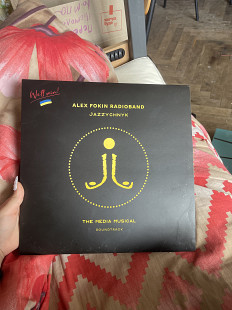 ALEX FOKIN RADIOBAND
JAZZYCHNYK
THE MEDIA MUSICAL
SOUNDTRACK